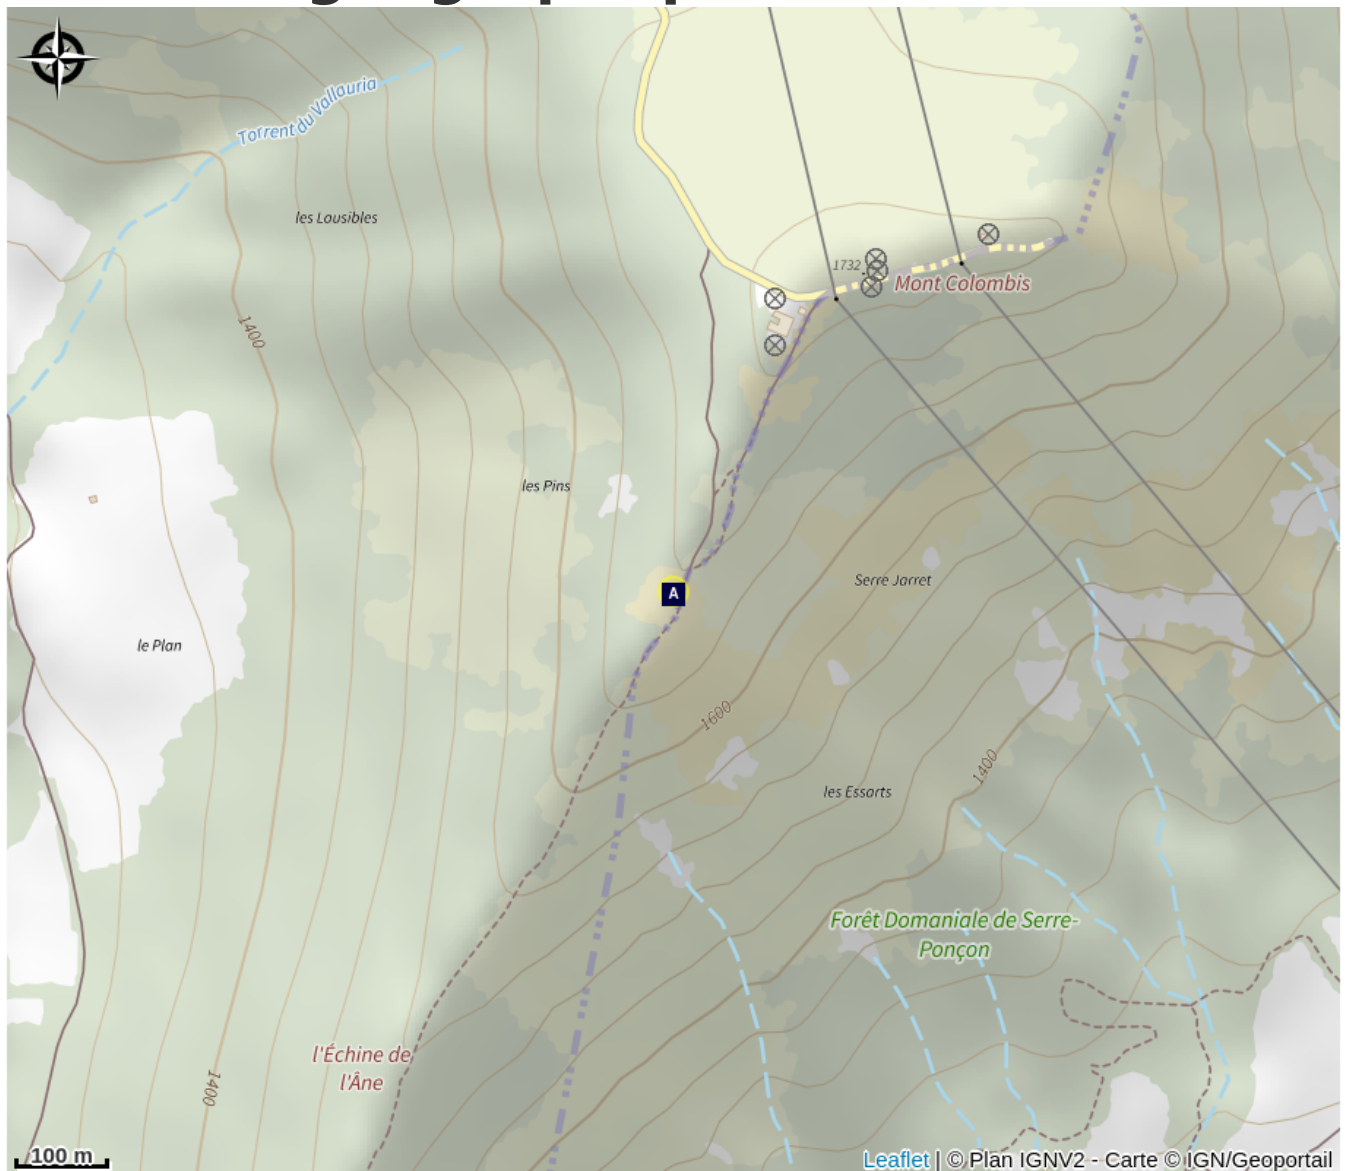 Torrent du Vallauria
les Lausibles
1732
Mont Colombis
1400
les Pins
Serre Jarret
A
le Plan
1600
1400
les Essarts
Forêt Domaniale de Serre-
Ponçon
l'Échine de
l'Âne
1400
100 m
Leaflet | © Plan IGNV2 - Carte © IGN/Geoportail